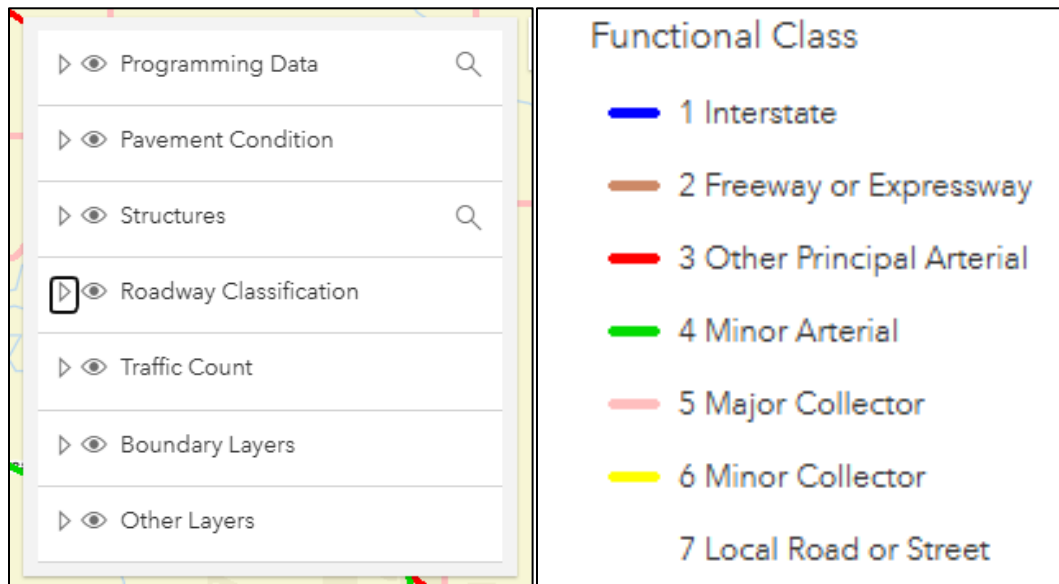 Programming Data
Pavement Condition
Structures
Roadway Classification
Traffic Count
Boundary Layers
Other Layers
Functional Class
1 Interstate
2 Freeway or Expressway
3 Other Principal Arterial
4 Minor Arterial
5 Major Collector
6 Minor Collector
7 Local Road or Street